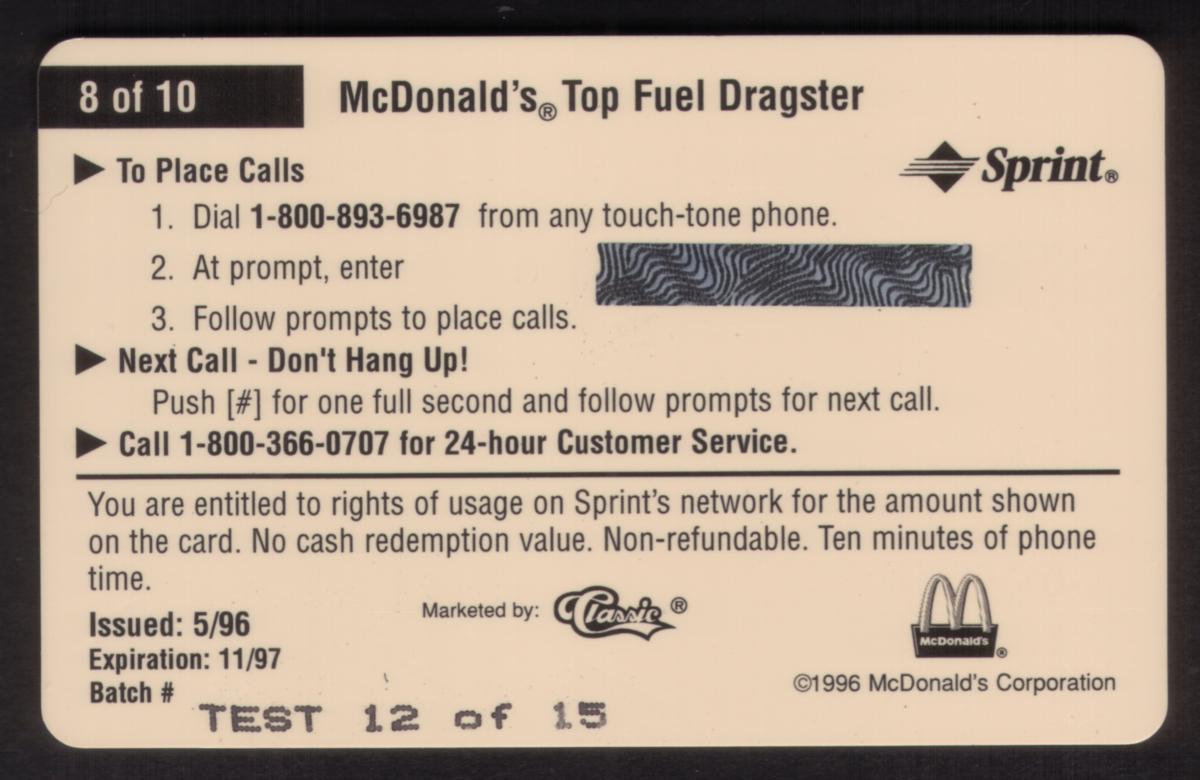 8 of 10
McDonald's® Top Fuel Dragster
Sprint®
▶ To Place Calls
1. Dial 1-800-893-6987 from any touch-tone phone.
2. At prompt, enter
3. Follow prompts to place calls.
▶ Next Call - Don't Hang Up!
Push [#] for one full second and follow prompts for next call.
▶ Call 1-800-366-0707 for 24-hour Customer Service.
You are entitled to rights of usage on Sprint's network for the amount shown
on the card. No cash redemption value. Non-refundable. Ten minutes of phone
time.
Issued: 5/96
Expiration: 11/97
Batch #
TEST 12 of 15
Marketed by: Classic®
McDonald's®
©1996 McDonald's Corporation